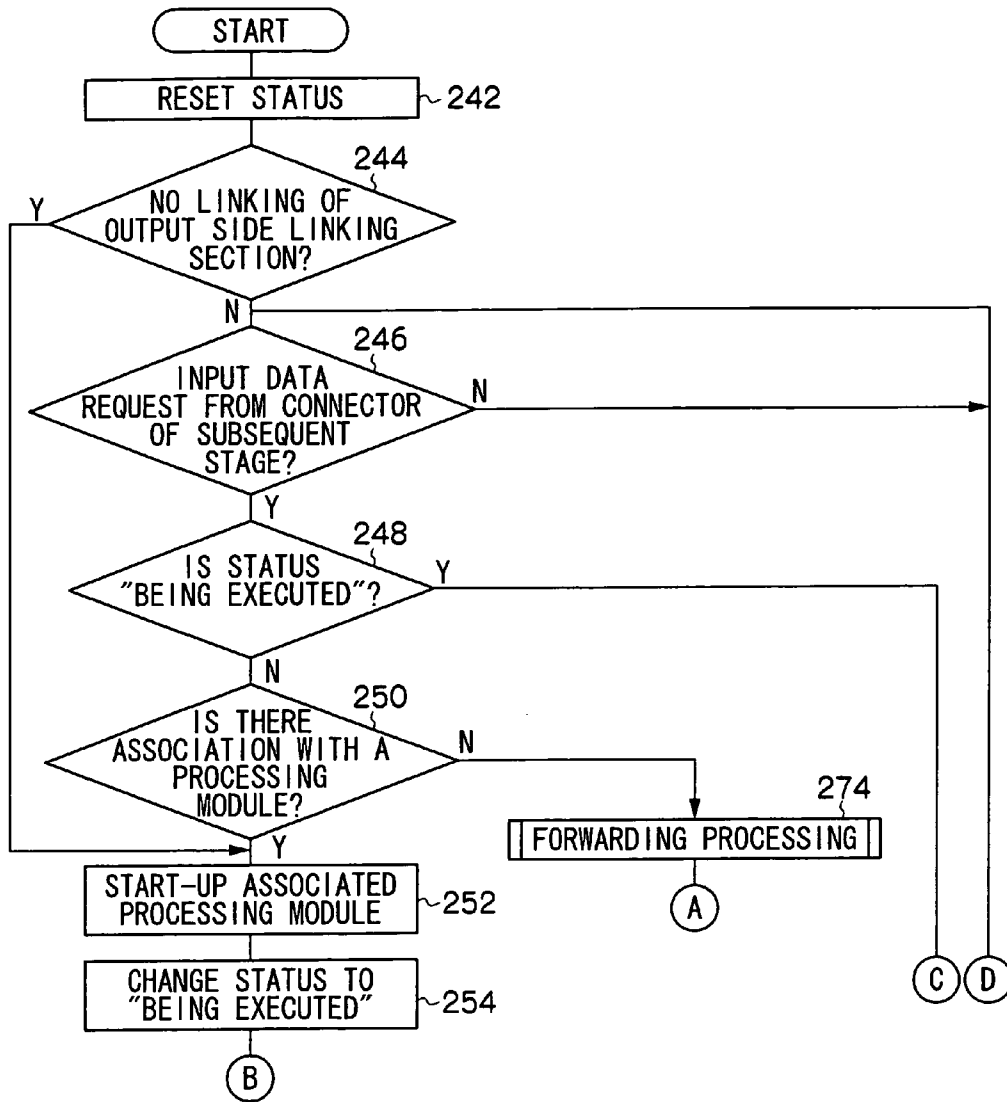 START
RESET STATUS
242
244
Y
NO LINKING OF
OUTPUT SIDE LINKING
SECTION?
N
246
INPUT DATA
REQUEST FROM CONNECTOR
OF SUBSEQUENT
STAGE?
N
Y
248
IS STATUS
"BEING EXECUTED"?
Y
N
250
IS THERE
ASSOCIATION WITH A
PROCESSING
MODULE?
N
Y
274
FORWARDING PROCESSING
A
START-UP ASSOCIATED
PROCESSING MODULE
252
CHANGE STATUS TO
"BEING EXECUTED"
254
C
D
B